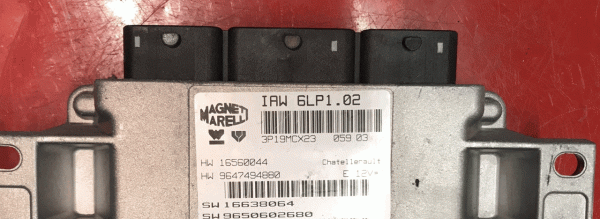 IAW 6LP1.02
MAGNETI
MARELLI
3P19MCX23 059 03
HW 16560044 Chatellerault
HW 9647494880 E 12V=
SW 16638064
SW 9650602680